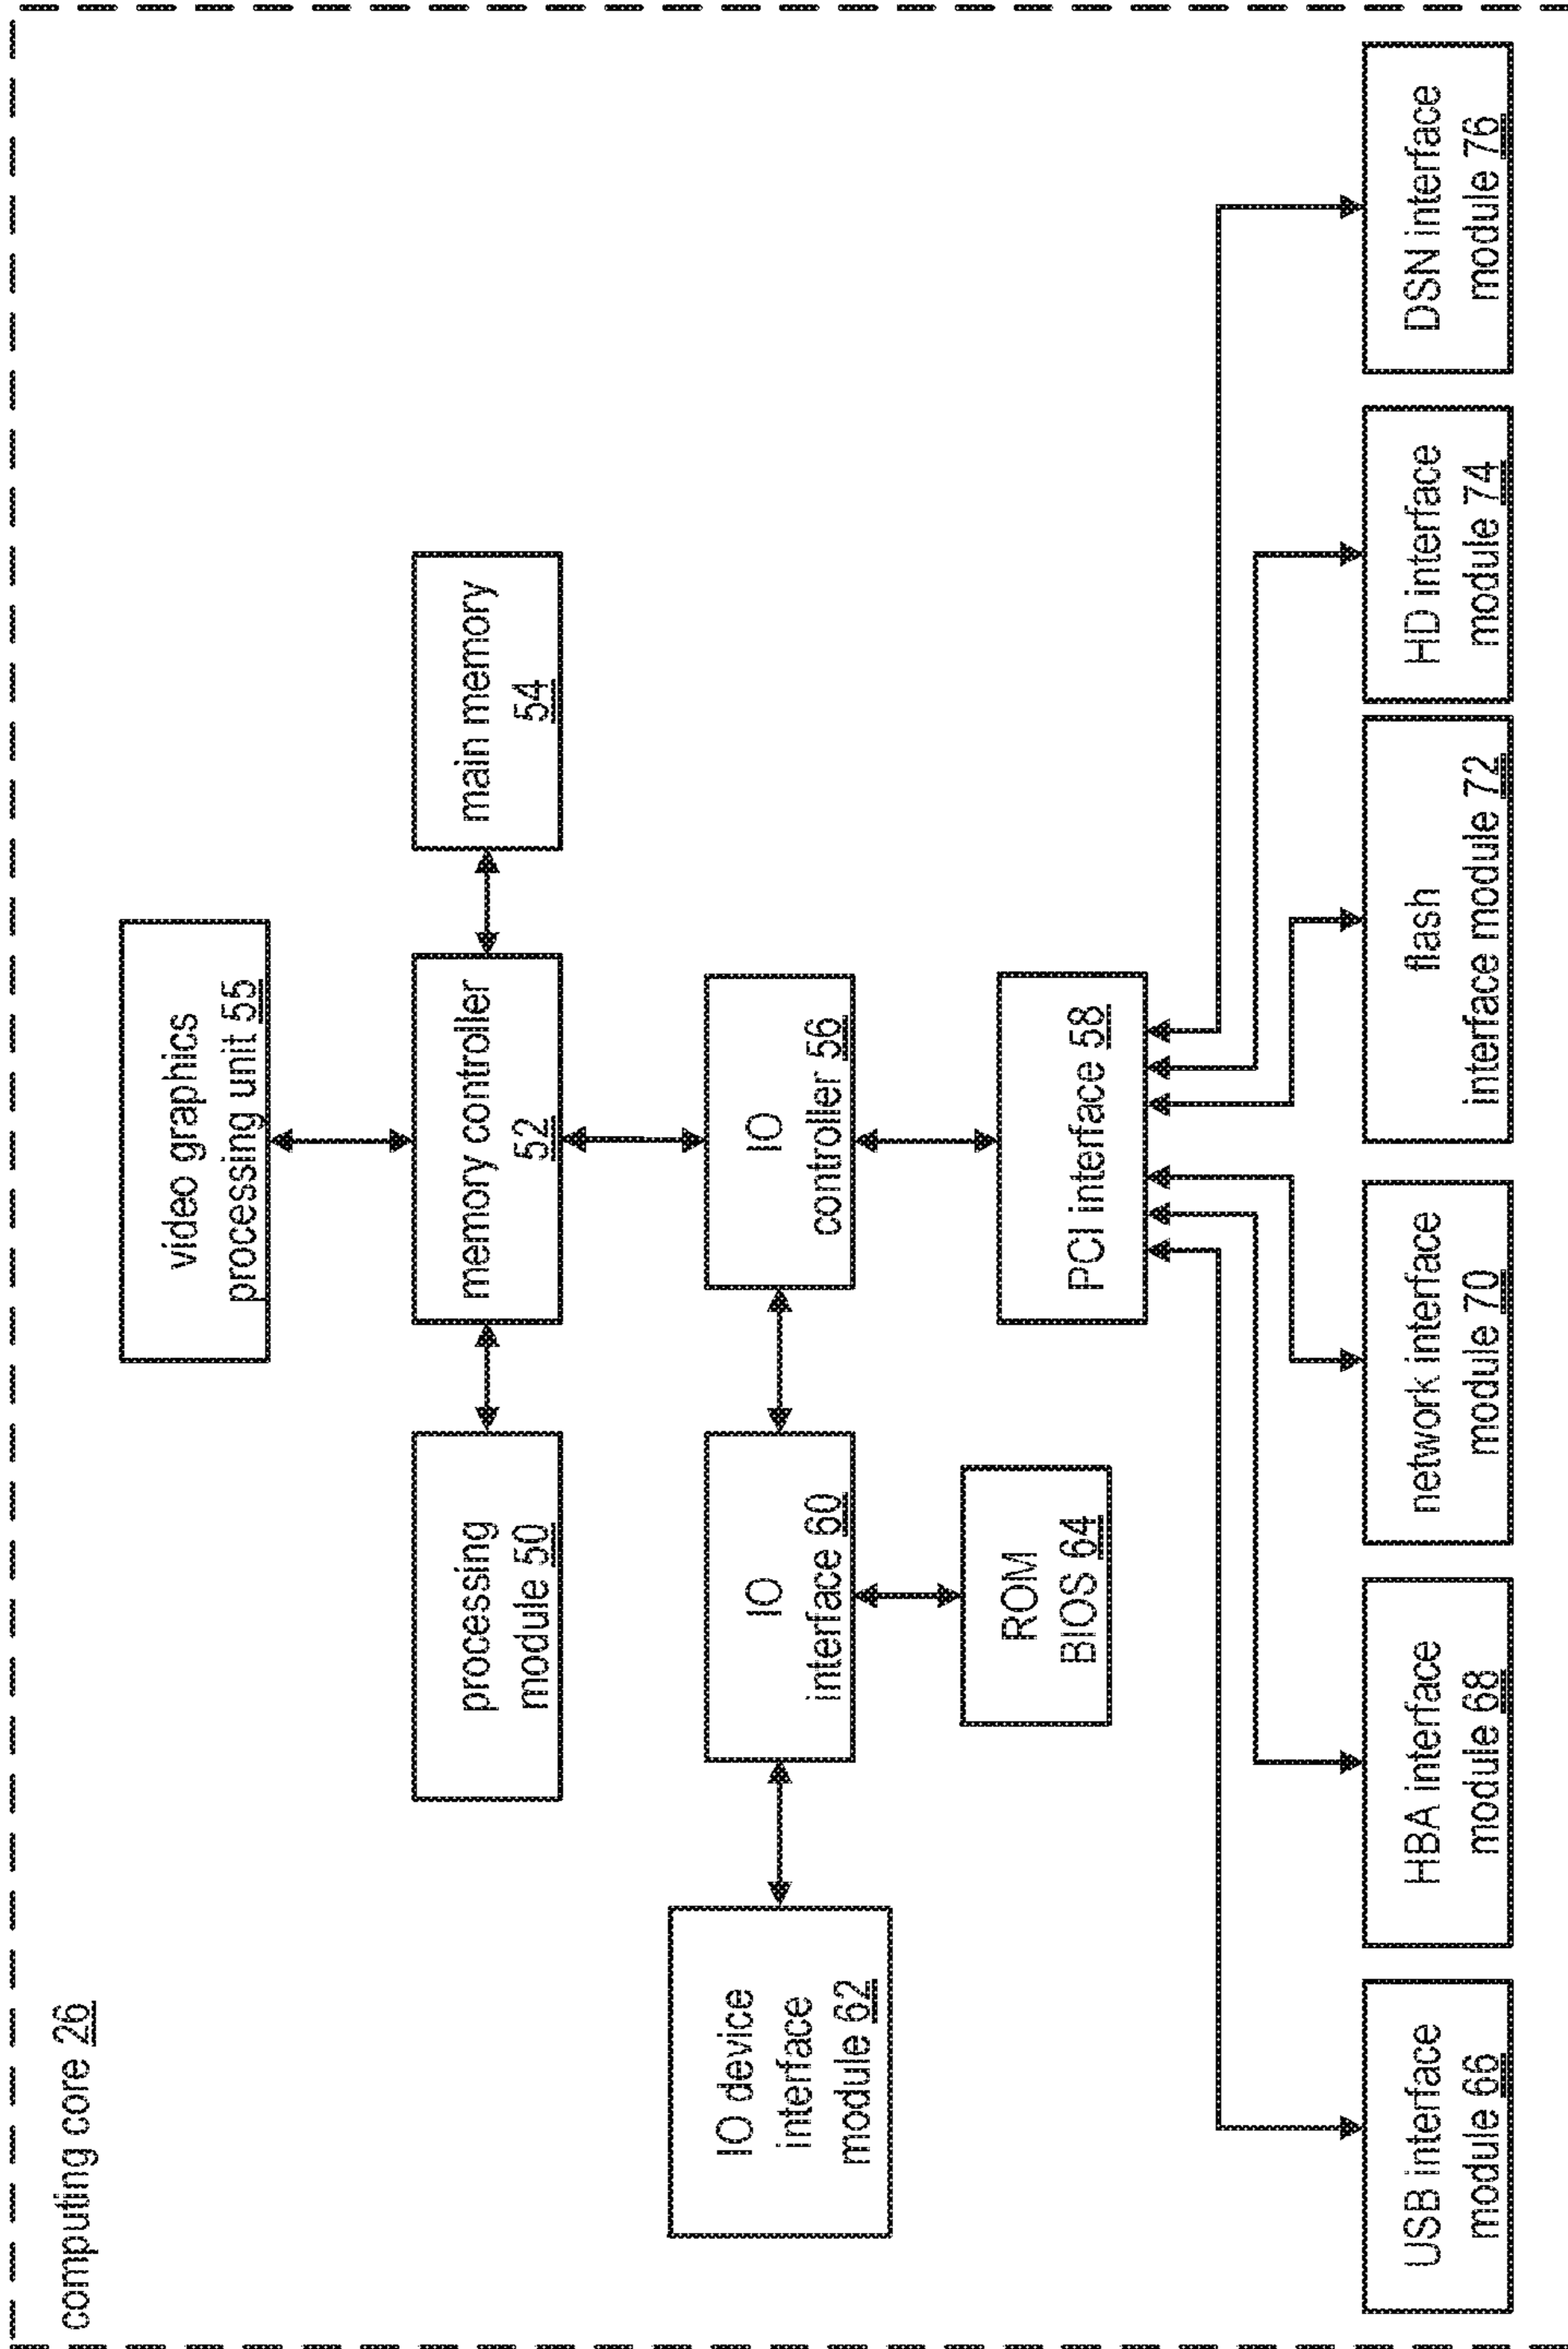 computing core 26
video graphics
processing unit 55
processing
module 50
memory controller
52
main memory
54
IO device
interface
module 62
IO
interface 60
IO
controller 56
ROM
BIOS 64
PCI interface 58
USB interface
module 66
HBA interface
module 68
network interface
module 70
flash
interface module 72
HD interface
module 74
DSN interface
module 76